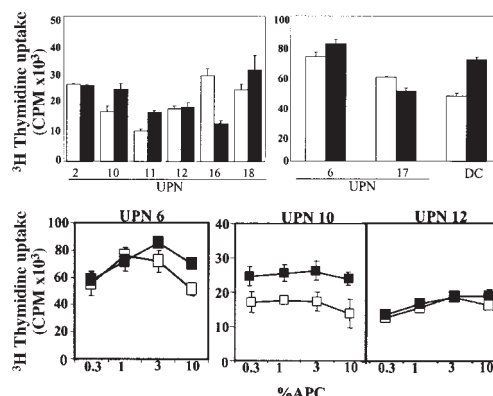 ³H Thymidine uptake
(CPM x10³)
50
40
30
20
10
0
2 10 11 12 16 18
UPN
100
80
60
40
20
0
6 17 DC
UPN
³H Thymidine uptake
(CPM x10³)
UPN 6
100
80
60
40
20
0
0.3 1 3 10
UPN 10
40
30
20
10
0
0.3 1 3 10
UPN 12
0.3 1 3 10
%APC